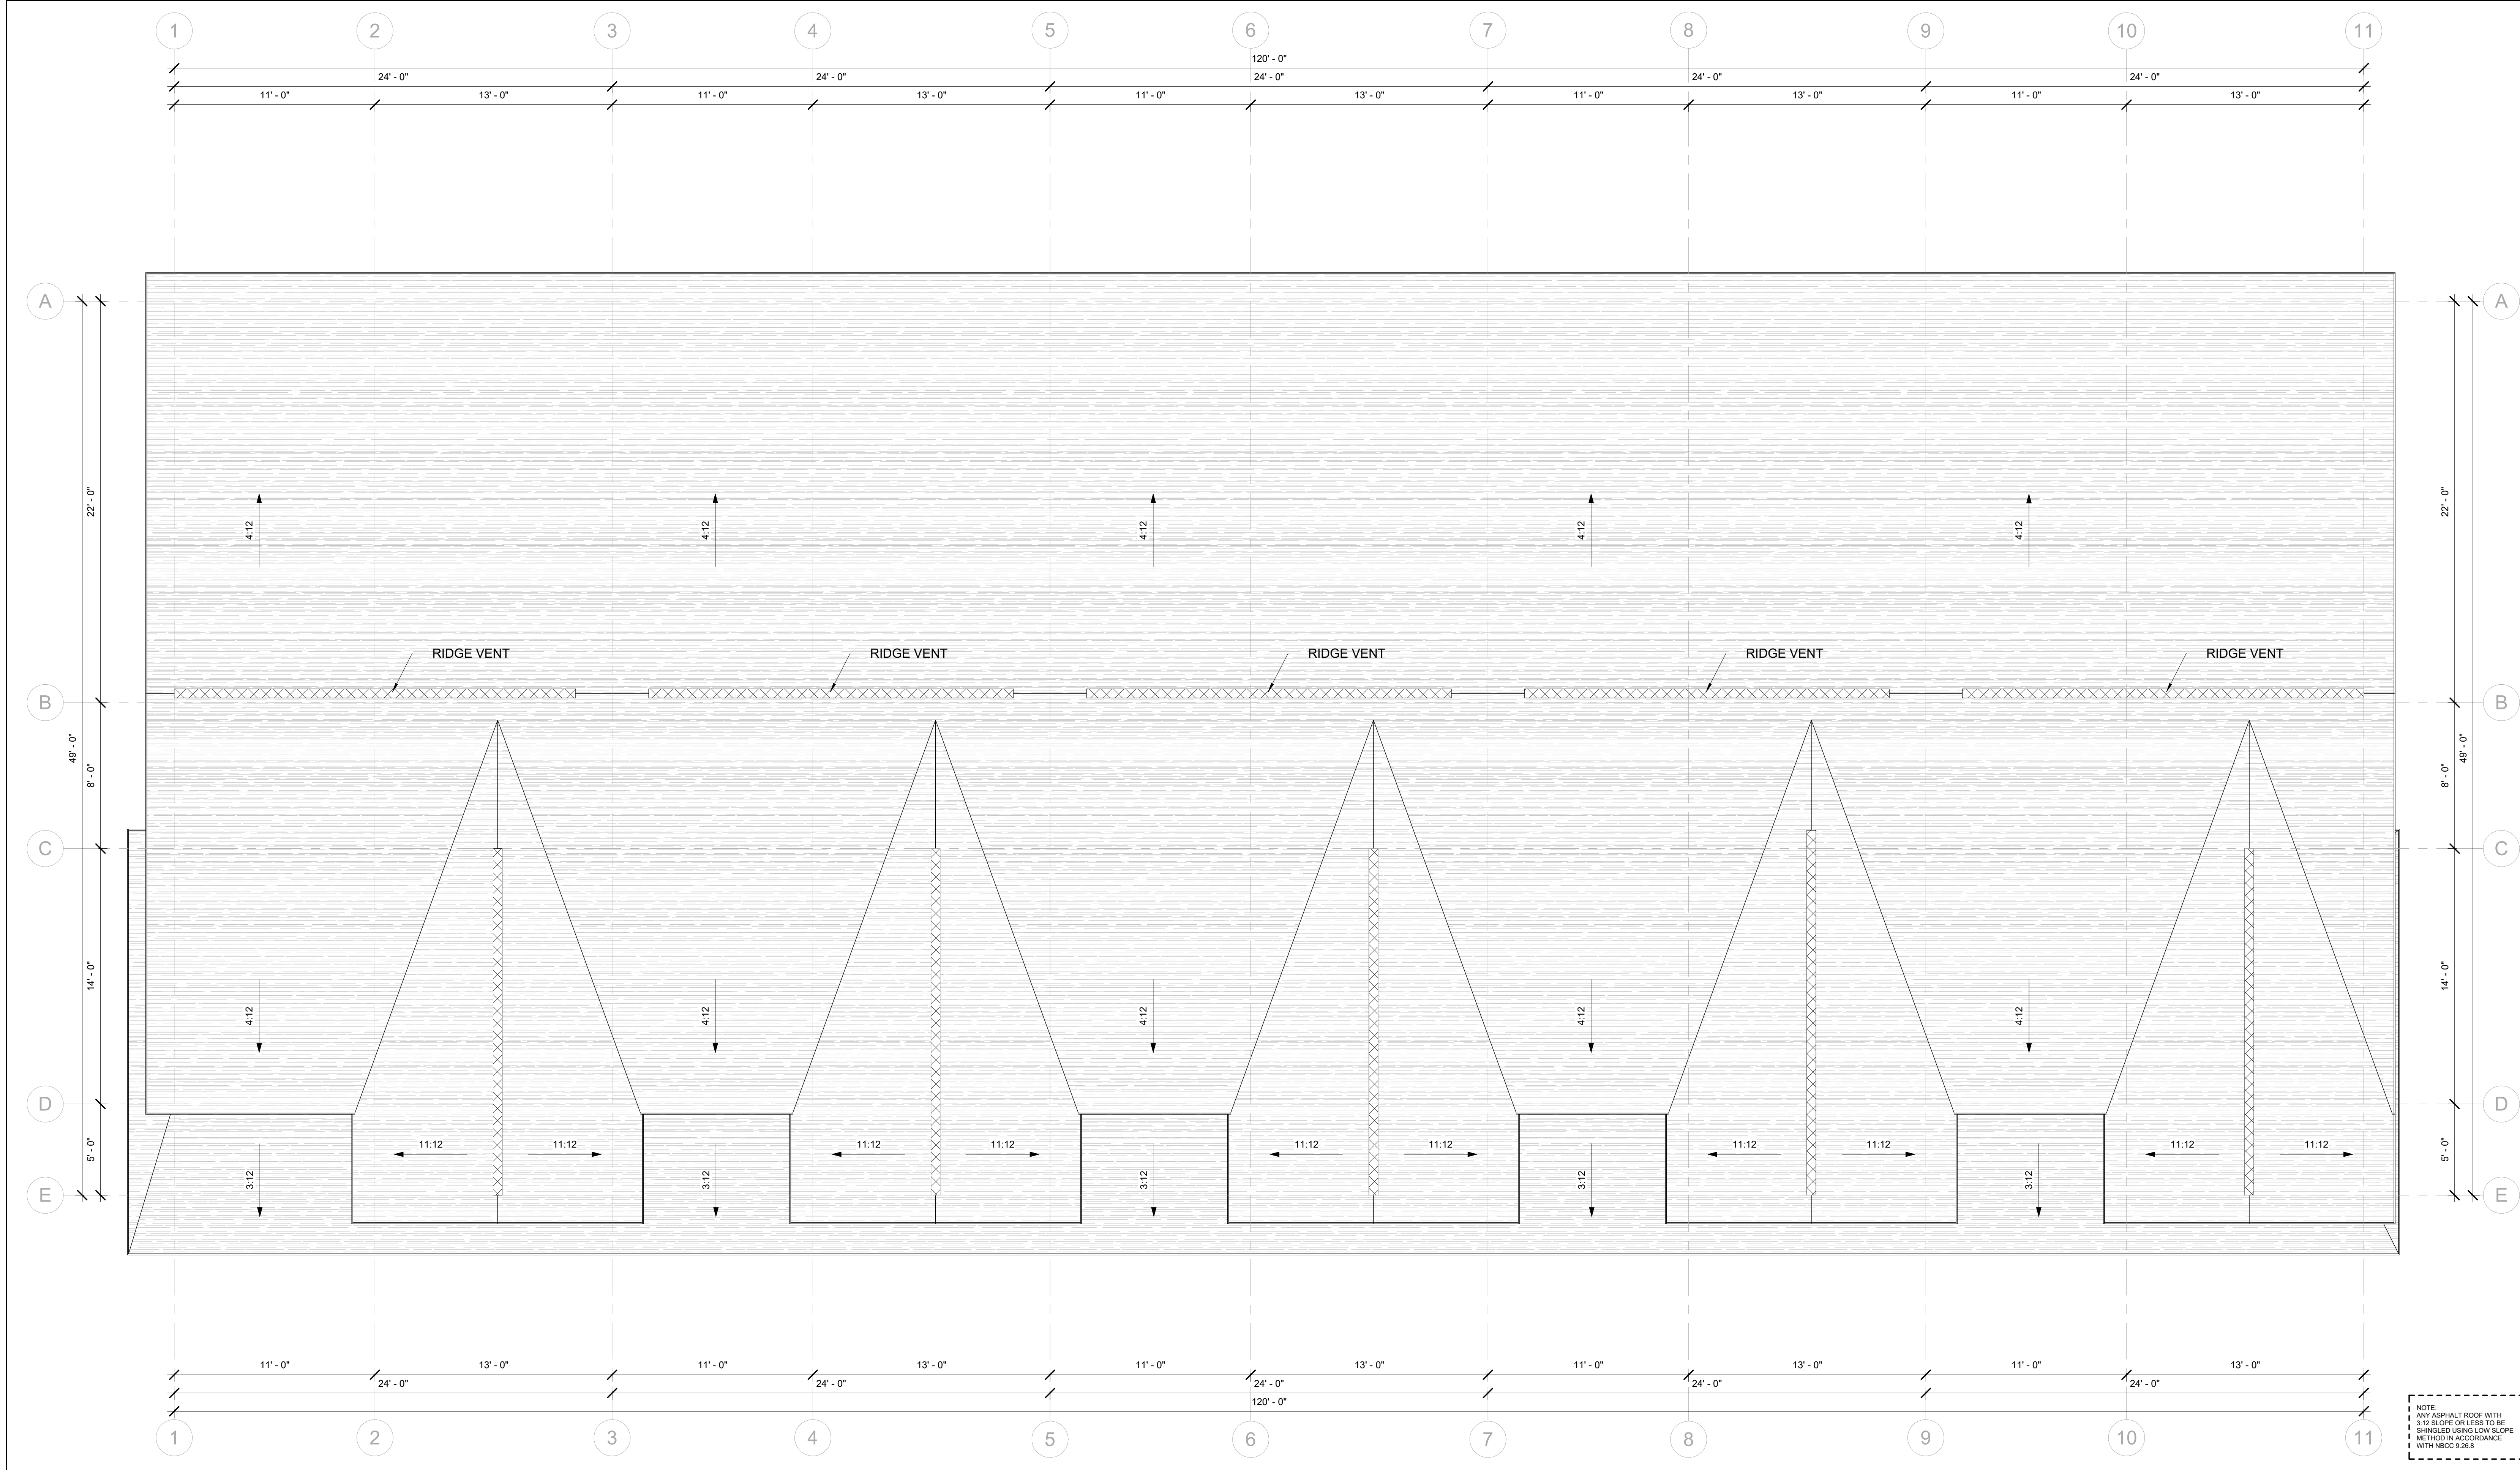 1 2 3 4 5 6 7 8 9 10 11
120' - 0"
24' - 0" 24' - 0" 24' - 0" 24' - 0" 24' - 0"
11' - 0" 13' - 0" 11' - 0" 13' - 0" 11' - 0" 13' - 0" 11' - 0" 13' - 0" 11' - 0" 13' - 0"
A A
22' - 0" 22' - 0"
4:12 4:12 4:12 4:12 4:12
RIDGE VENT RIDGE VENT RIDGE VENT RIDGE VENT RIDGE VENT
B B
49' - 0" 49' - 0"
8' - 0" 8' - 0"
C C
14' - 0" 14' - 0"
4:12 4:12 4:12 4:12 4:12
D D
11:12 11:12 11:12 11:12 11:12 11:12 11:12 11:12 11:12 11:12
5' - 0" 5' - 0"
3:12 3:12 3:12 3:12 3:12
E E
11' - 0" 13' - 0" 11' - 0" 13' - 0" 11' - 0" 13' - 0" 11' - 0" 13' - 0" 11' - 0" 13' - 0"
24' - 0" 24' - 0" 24' - 0" 24' - 0" 24' - 0"
120' - 0"
1 2 3 4 5 6 7 8 9 10 11
NOTE:
ANY ASPHALT ROOF WITH
3:12 SLOPE OR LESS TO BE
SHINGLED USING LOW SLOPE
METHOD IN ACCORDANCE
WITH NBCC 9.26.8